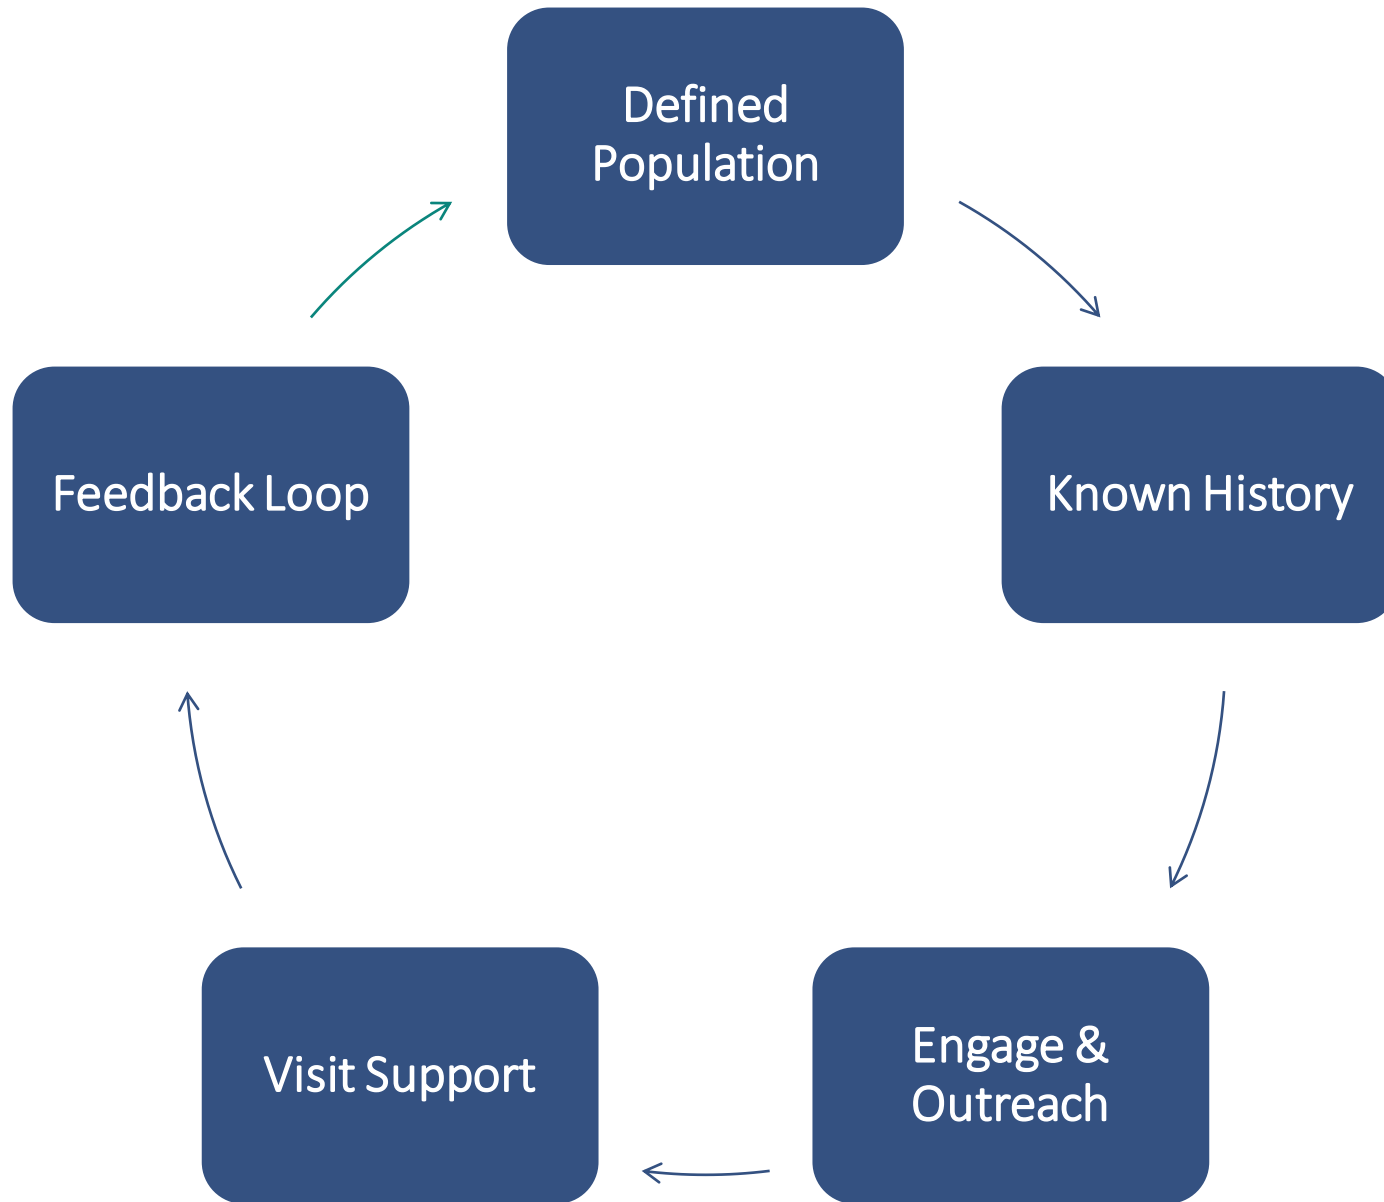 Defined
Population
Known History
Engage &
Outreach
Visit Support
Feedback Loop